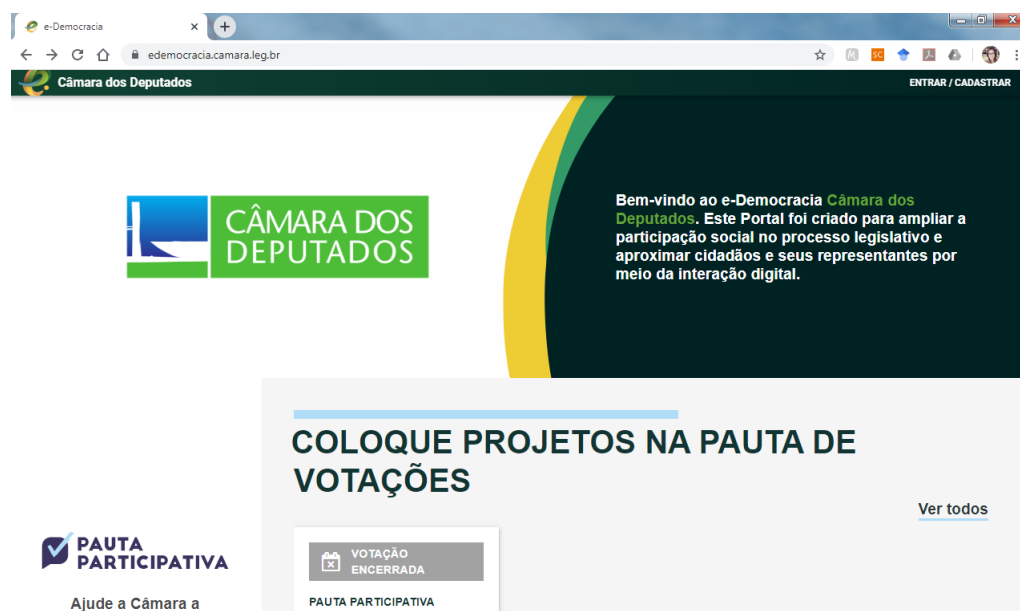 e-Democracia
edemocracia.camara.leg.br
Câmara dos Deputados
ENTRAR / CADASTRAR
CÂMARA DOS
DEPUTADOS
Bem-vindo ao e-Democracia Câmara dos
Deputados. Este Portal foi criado para ampliar a
participação social no processo legislativo e
aproximar cidadãos e seus representantes por
meio da interação digital.
COLOQUE PROJETOS NA PAUTA DE
VOTAÇÕES
Ver todos
PAUTA
PARTICIPATIVA
Ajude a Câmara a
VOTAÇÃO
ENCERRADA
PAUTA PARTICIPATIVA